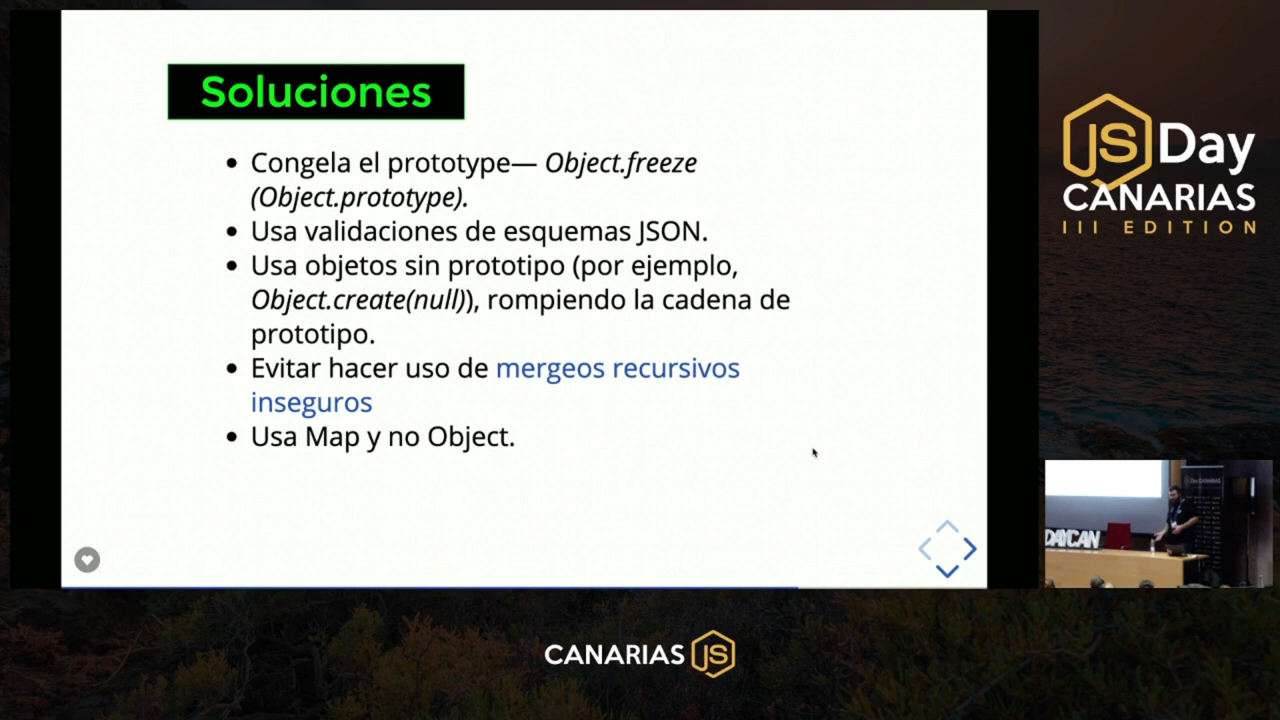 Soluciones
Congela el prototype— Object.freeze
(Object.prototype).
Usa validaciones de esquemas JSON.
Usa objetos sin prototipo (por ejemplo,
Object.create(null)), rompiendo la cadena de
prototipo.
Evitar hacer uso de mergeos recursivos
inseguros
Usa Map y no Object.
JS Day
CANARIAS
III EDITION
DAYCAN
CANARIAS JS